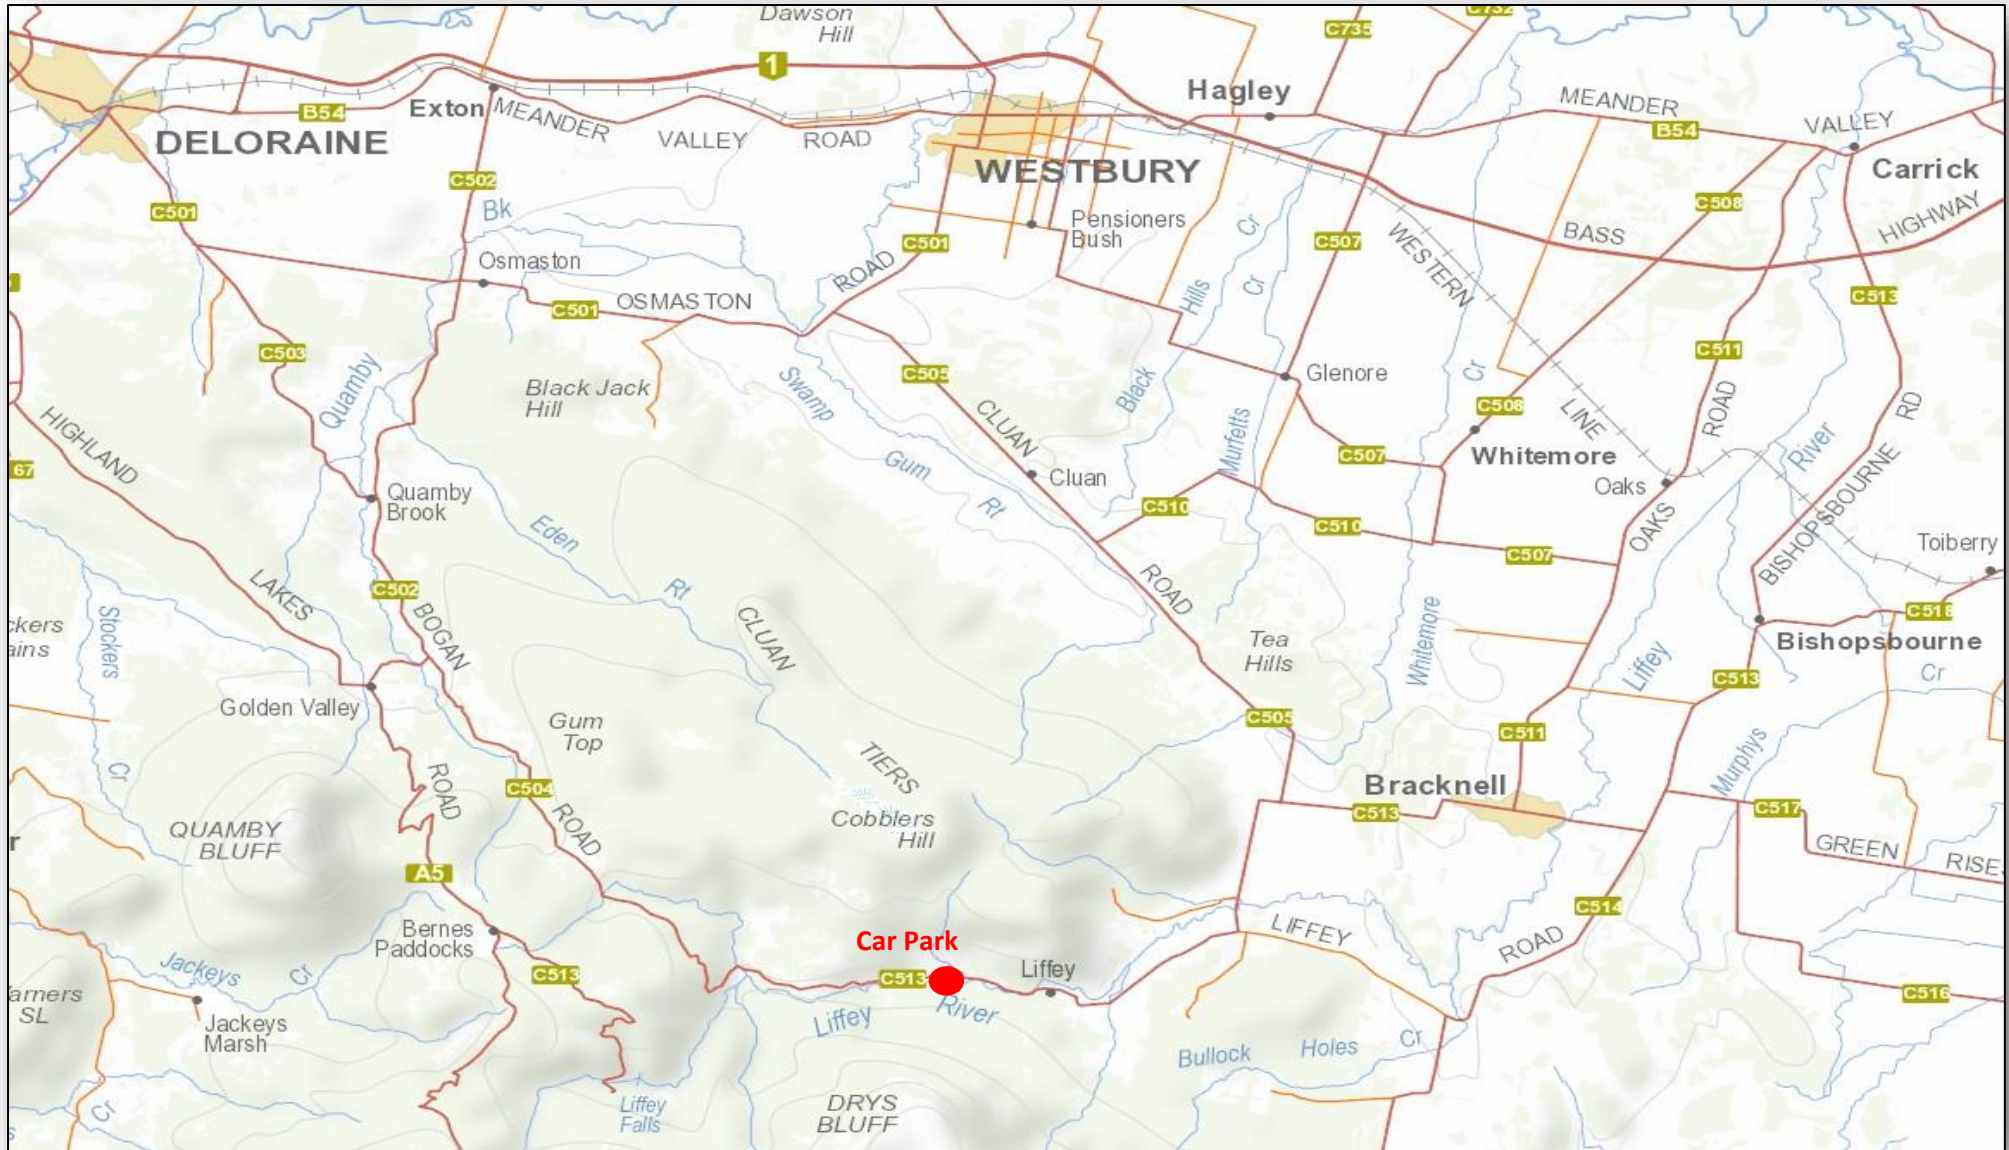 Dawson
Hill
C735
C732
1
Hagley
MEANDER
B54
Exton
MEANDER
VALLEY
ROAD
B54
VALLEY
DELORAINE
WESTBURY
Carrick
C502
C501
Bk
Pensioners
Bush
C508
HIGHWAY
BASS
C501
C507
Cr
WESTERN
Osmaston
ROAD
C501
OSMASTON
Hills
Cr
C513
C503
Quamby
C505
Glenore
C511
Black Jack
Hill
Swamp
Black
Cr
C508
ROAD
RD
HIGHLAND
CLUAN
Murfetts
LINE
River
67
Gum
Cluan
C507
Whitemore
Oaks
BISHOPSBOURNE
Quamby
Brook
Rt
C510
C510
OAKS
C507
Toiberry
Eden
LAKES
C502
Rt
ROAD
BISHOPSBOURNE
C518
Stockers
BOGAN
CLUAN
Tea
Hills
Whitemore
Liffey
Bishopsbourne
ckers
ains
C513
Cr
Golden Valley
Gum
Top
C505
C511
Cr
ROAD
C504
TIERS
Bracknell
Murphys
QUAMBY
BLUFF
ROAD
Cobblers
Hill
C513
C517
r
GREEN
RISE
A5
C514
Bernes
Paddocks
Car Park
LIFFEY
ROAD
Jackeys
Cr
C513
C513
Liffey
C516
arners
SL
Jackeys
Marsh
Liffey
River
Bullock
Holes
Cr
Cr
Liffey
Falls
DRYS
BLUFF
s